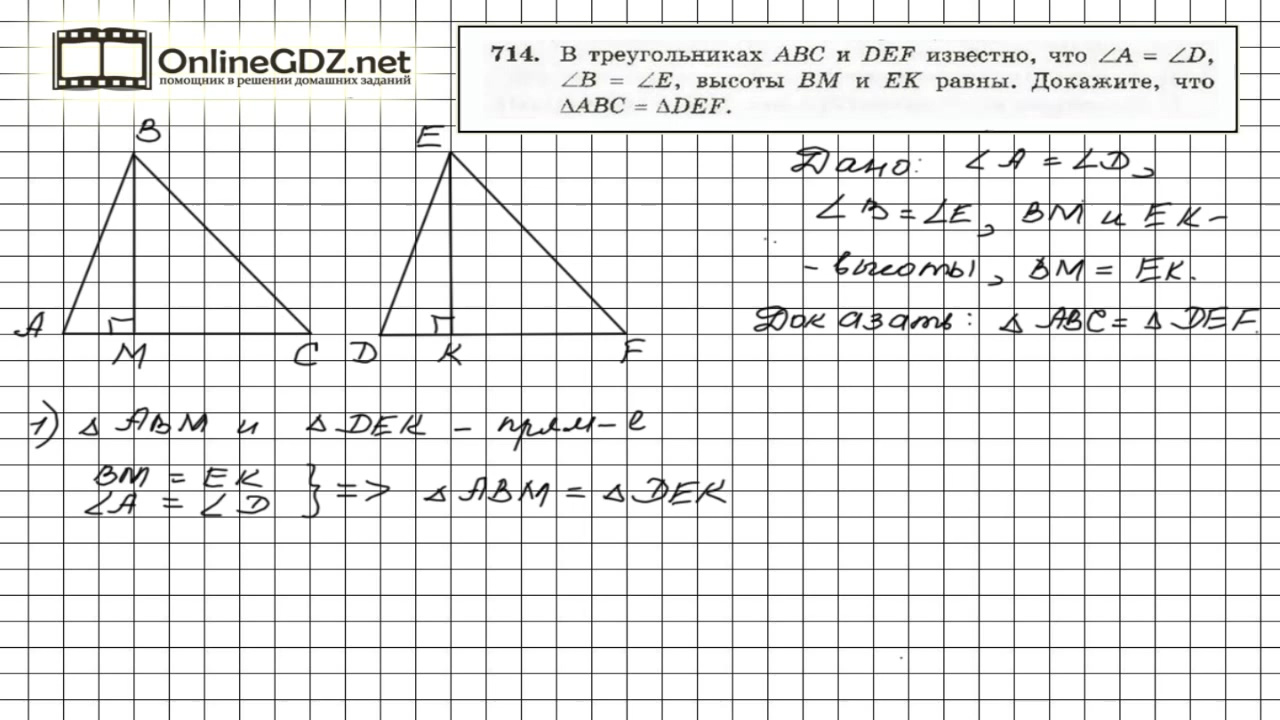 OnlineGDZ.net
помощник в решении домашних заданий
714. В треугольниках ABC и DEF известно, что ∠A = ∠D,
∠B = ∠E, высоты BM и EK равны. Докажите, что
△ABC = △DEF.
B
E
A
M
C
D
K
F
Дано: ∠A = ∠D,
∠B = ∠E, BM и EK –
– высоты, BM = EK.
Доказать: △ABC = △DEF.
1) △ABM и △DEK – прям-е
BM = EK
∠A = ∠D } => △ABM = △DEK